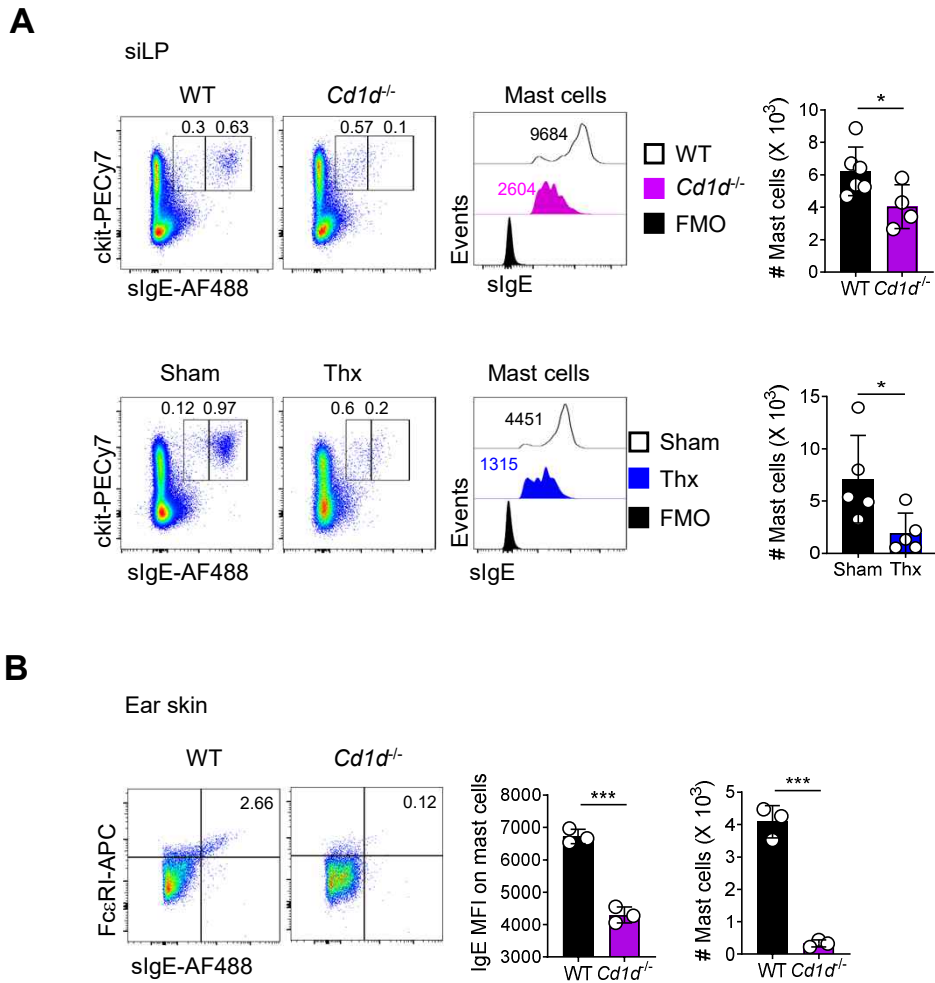 A
siLP
WT
Cd1d-/-
Mast cells
0.3 0.63
0.57 0.1
9684
2604
ckit-PECy7
sIgE-AF488
Events
sIgE
WT
Cd1d-/-
FMO
*
# Mast cells (X 10³)
10
8
6
4
2
0
WT Cd1d-/-
Sham
Thx
Mast cells
0.12 0.97
0.6 0.2
4451
1315
ckit-PECy7
sIgE-AF488
Events
sIgE
Sham
Thx
FMO
*
# Mast cells (X 10³)
15
10
5
0
Sham Thx
B
Ear skin
WT
Cd1d-/-
2.66
0.12
FcεRI-APC
sIgE-AF488
***
IgE MFI on mast cells
8000
7000
6000
5000
4000
3000
WT Cd1d-/-
***
# Mast cells (X 10³)
5
4
3
2
1
0
WT Cd1d-/-